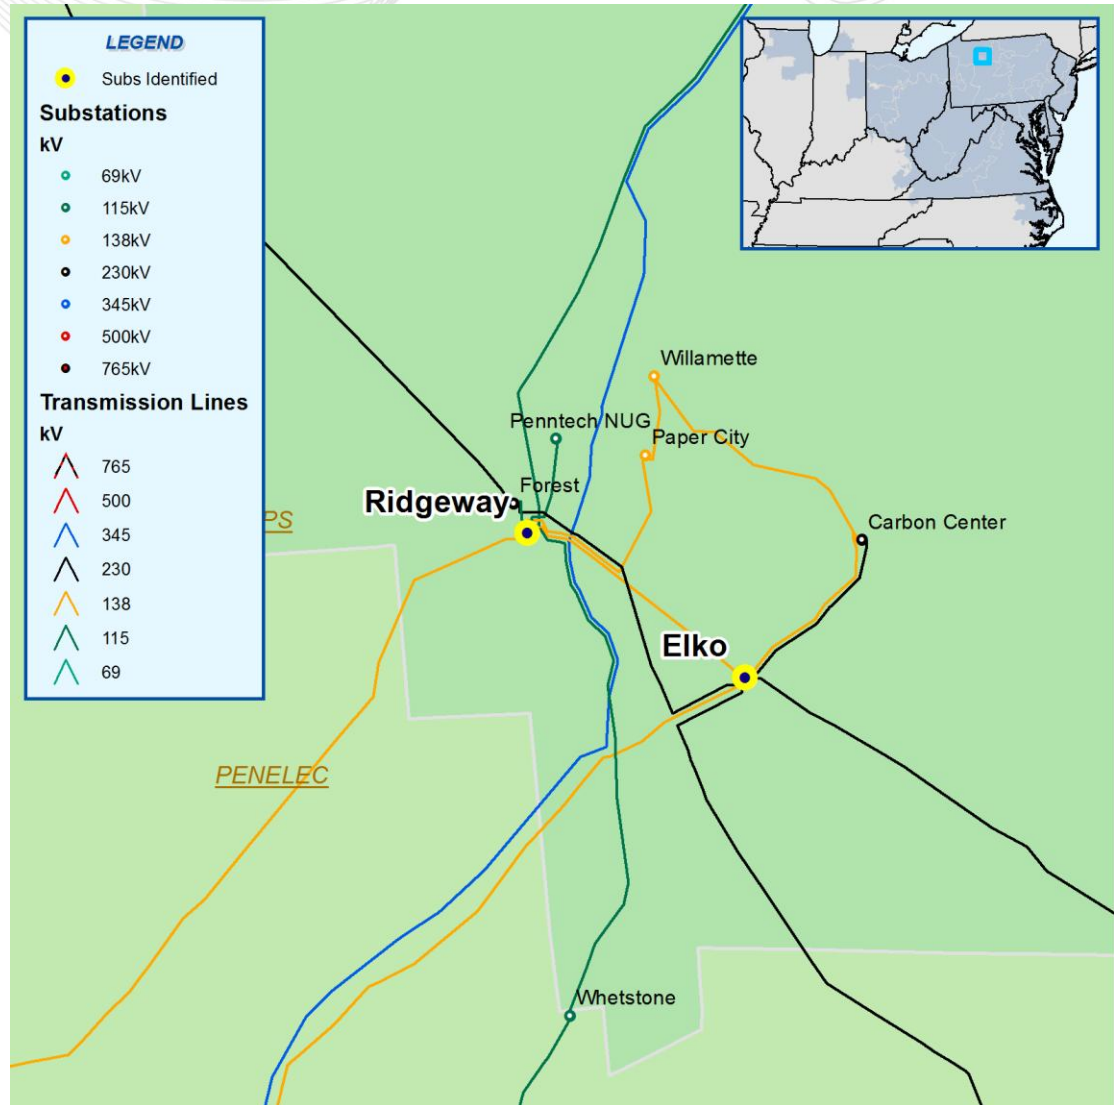 LEGEND
Subs Identified
Substations
kV
69kV
115kV
138kV
230kV
345kV
500kV
765kV
Transmission Lines
kV
765
500
345
230
138
115
69
Willamette
Penntech NUG
Paper City
Forest
Ridgeway
PS
Carbon Center
Elko
PENELEC
Whetstone